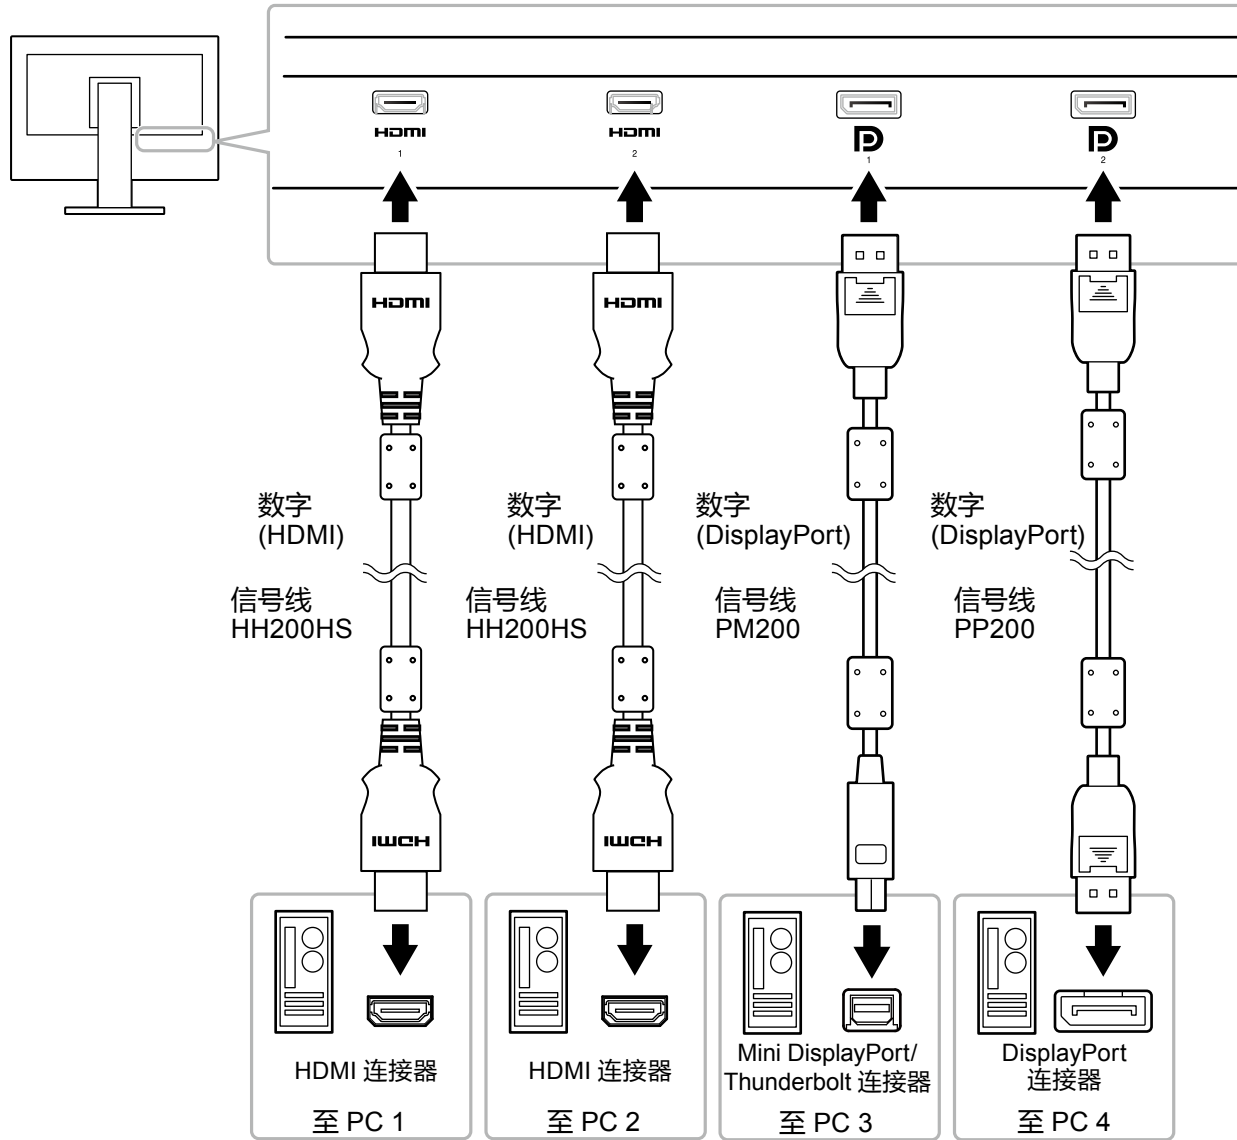 HDMI HDMI
1 2 1 2
HDMI HDMI
数字 数字 数字 数字
(HDMI) (HDMI) (DisplayPort) (DisplayPort)
信号线 信号线 信号线 信号线
HH200HS HH200HS PM200 PP200
HDMI HDMI
HDMI 连接器 HDMI 连接器 Mini DisplayPort/ DisplayPort
Thunderbolt 连接器 连接器
至 PC 1 至 PC 2 至 PC 3 至 PC 4